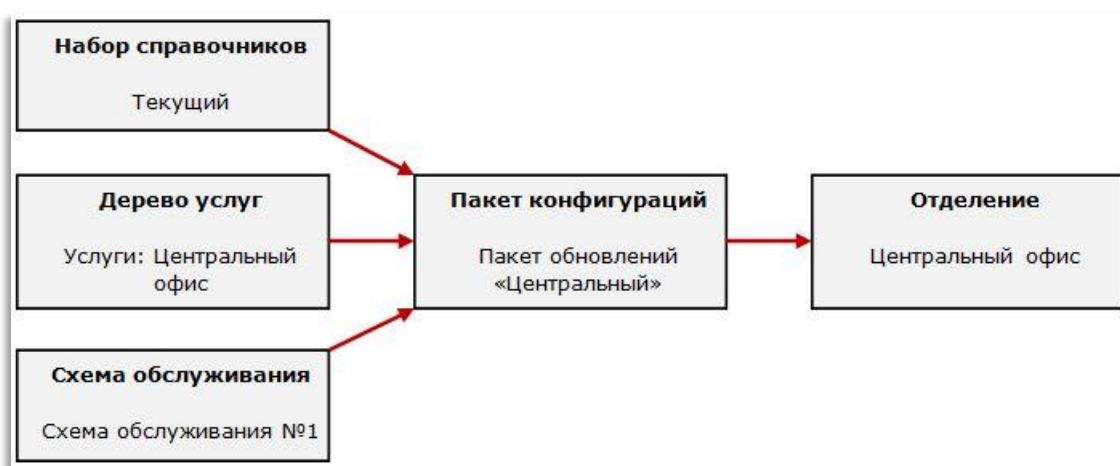 Набор справочников
Текущий
Дерево услуг
Услуги: Центральный
офис
Схема обслуживания
Схема обслуживания №1
Пакет конфигураций
Пакет обновлений
«Центральный»
Отделение
Центральный офис